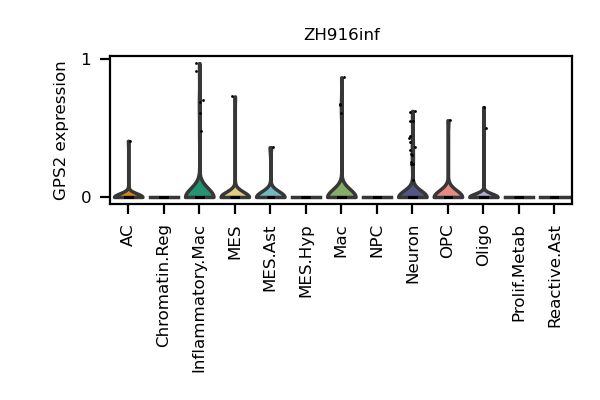 ZH916inf
GPS2 expression
1
0
AC
Chromatin.Reg
Inflammatory.Mac
MES
MES.Ast
MES.Hyp
Mac
NPC
Neuron
OPC
Oligo
Prolif.Metab
Reactive.Ast